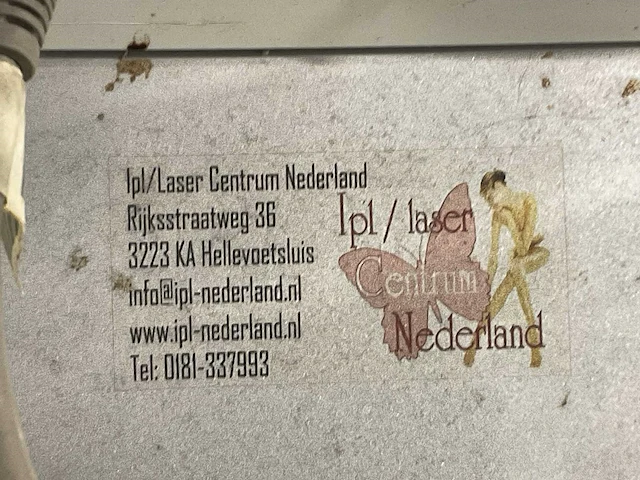 Ipl/Laser Centrum Nederland
Rijksstraatweg 36
3223 KA Hellevoetsluis
info@ipl-nederland.nl
www.ipl-nederland.nl
Tel: 0181-337993
Ipl / laser
Centrum
Nederland